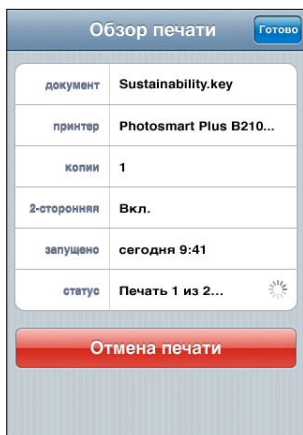 Обзор печати
Готово
документ Sustainability.key
принтер Photosmart Plus B210...
копии 1
2-сторонняя Вкл.
запущено сегодня 9:41
статус Печать 1 из 2...
Отмена печати